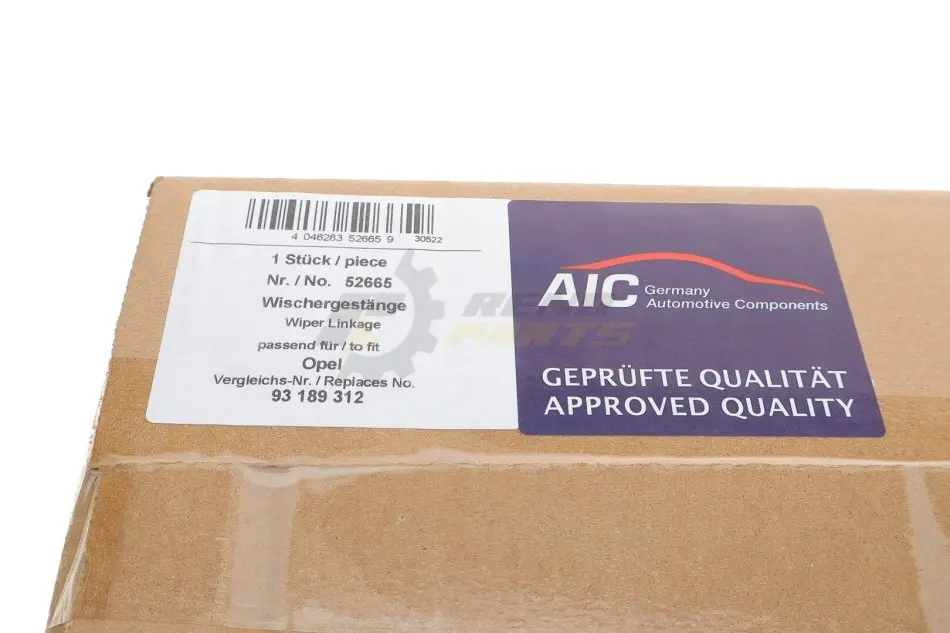 4 046283 52665 9 30522
1 Stück / piece
Nr. / No. 52665
Wischergestänge
Wiper Linkage
passend für / to fit
Opel
Vergleichs-Nr. / Replaces No.
93 189 312
AIC Germany
Automotive Components
GEPRÜFTE QUALITÄT
APPROVED QUALITY
PARTS